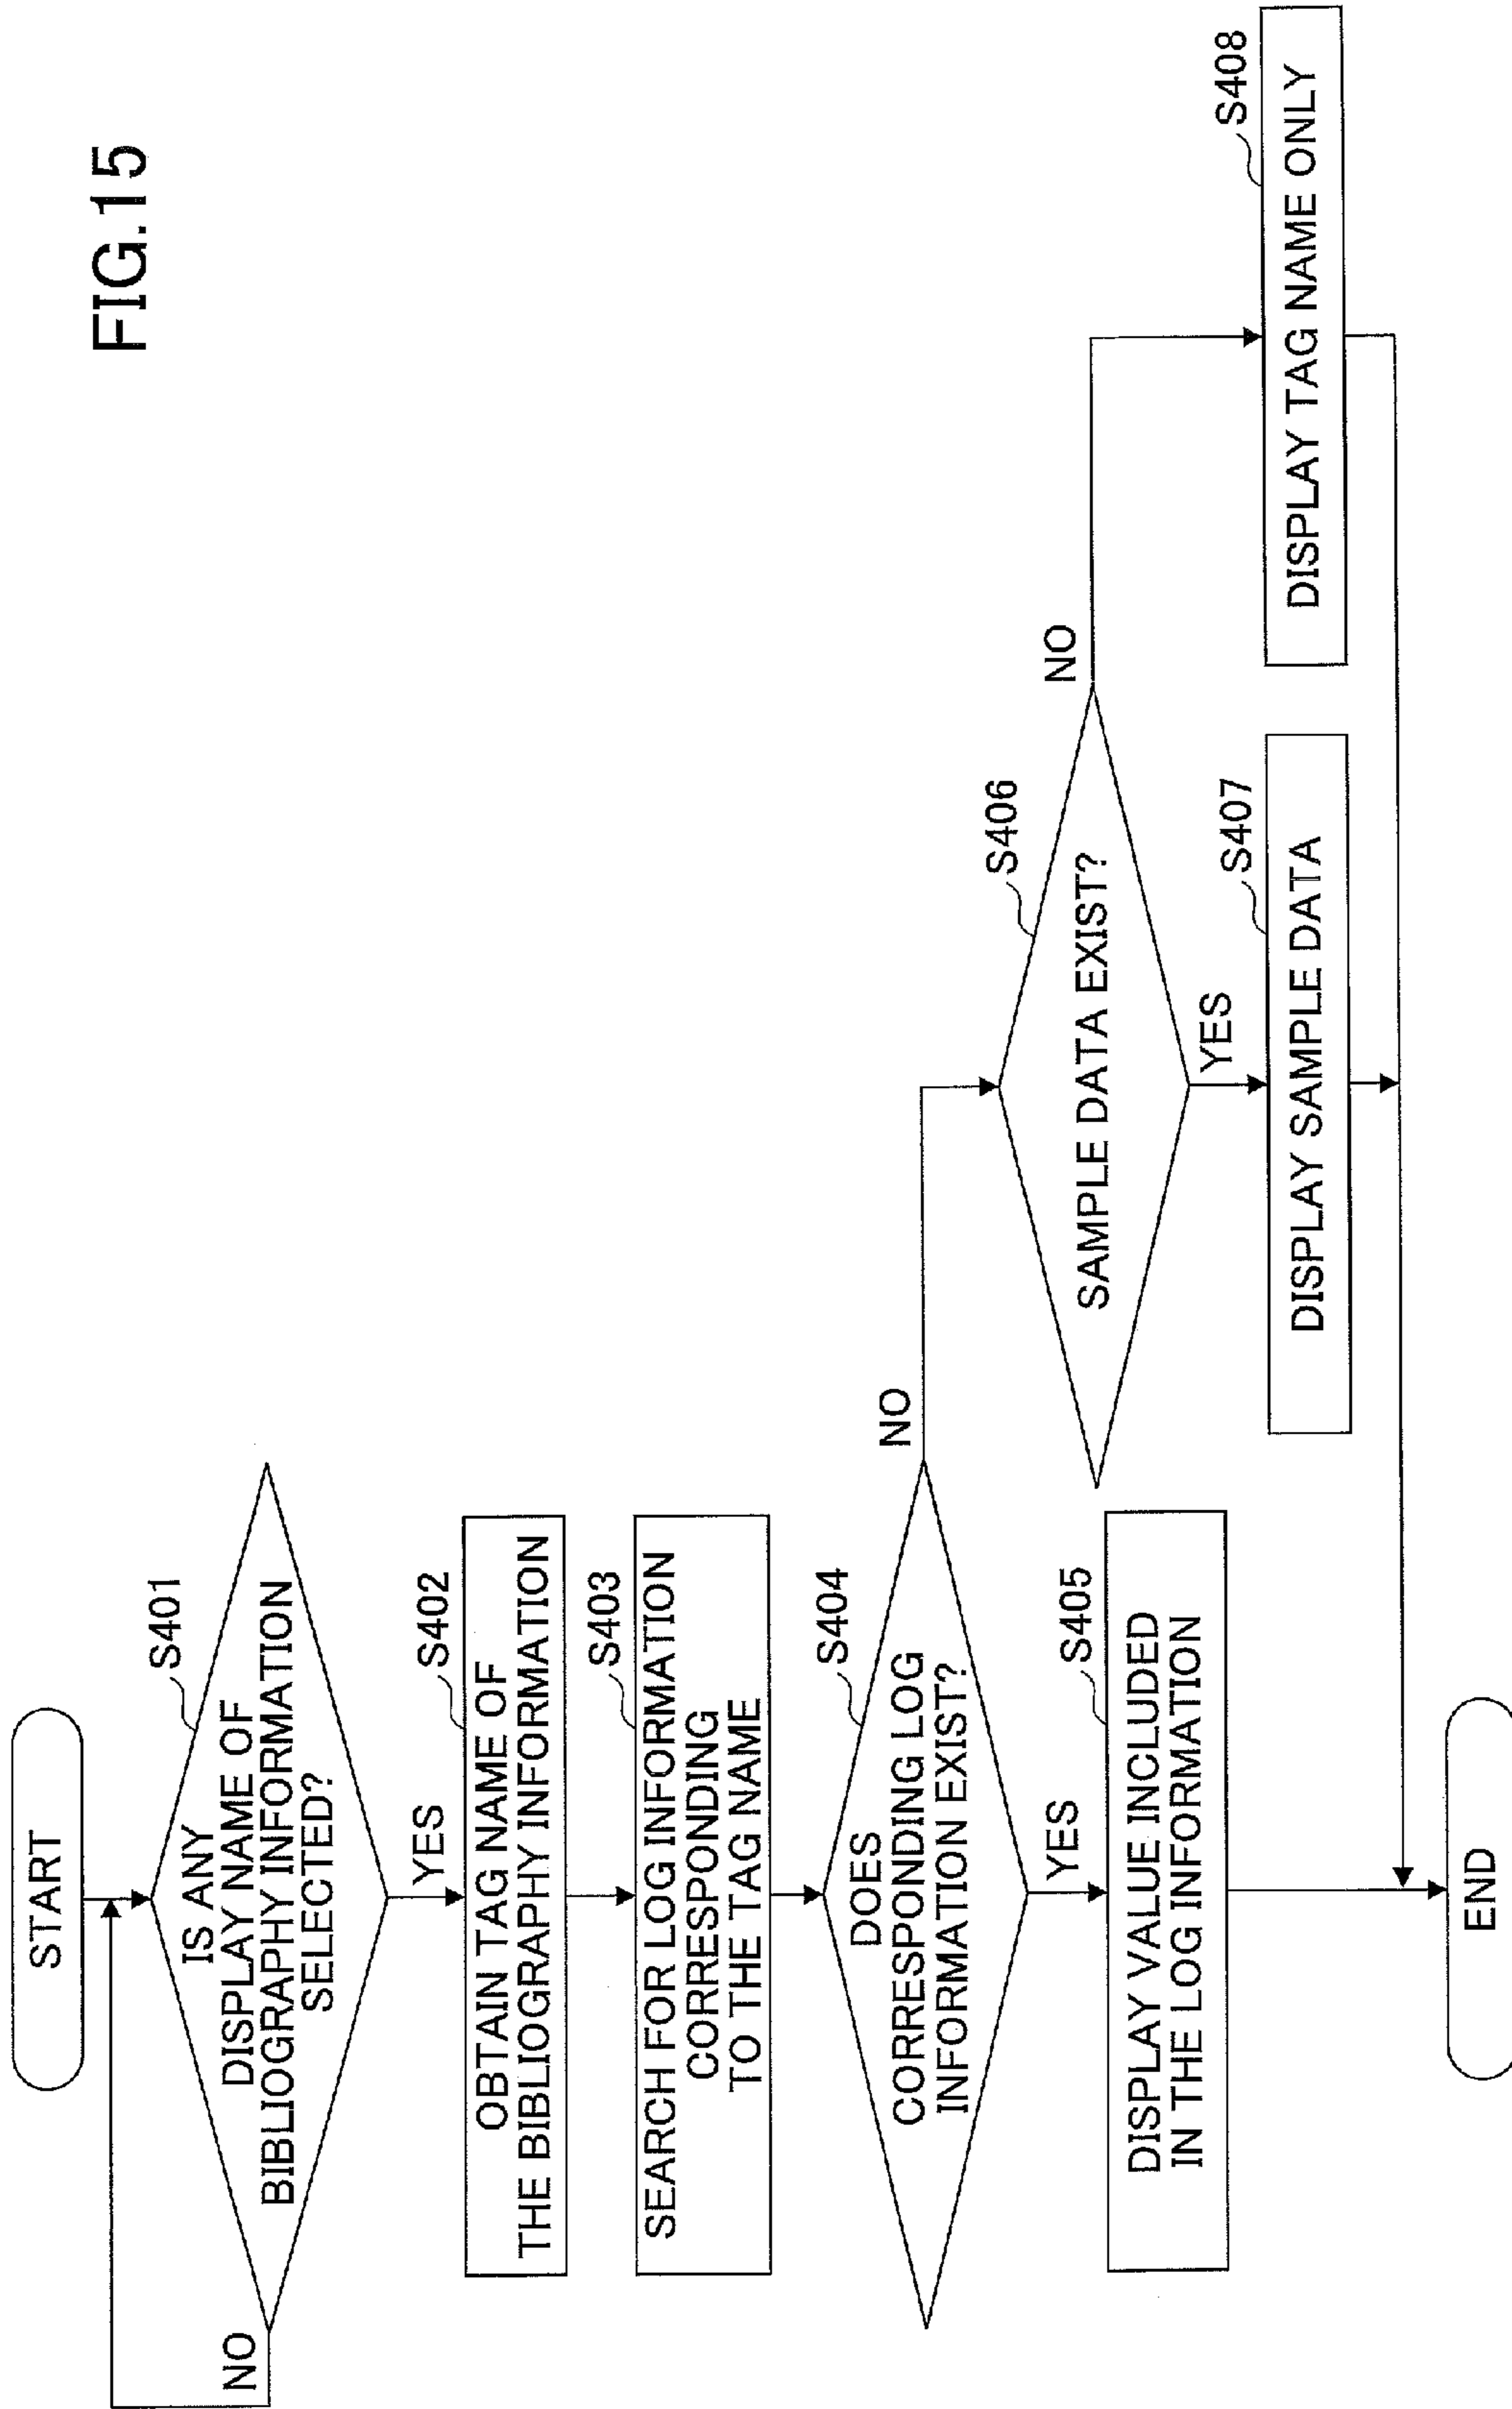 FIG.15
START
S401
IS ANY
DISPLAY NAME OF
BIBLIOGRAPHY INFORMATION
SELECTED?
NO
YES
S402
OBTAIN TAG NAME OF
THE BIBLIOGRAPHY INFORMATION
S403
SEARCH FOR LOG INFORMATION
CORRESPONDING
TO THE TAG NAME
S404
DOES
CORRESPONDING LOG
INFORMATION EXIST?
NO
YES
S405
DISPLAY VALUE INCLUDED
IN THE LOG INFORMATION
S406
SAMPLE DATA EXIST?
NO
YES
S407
DISPLAY SAMPLE DATA
S408
DISPLAY TAG NAME ONLY
END